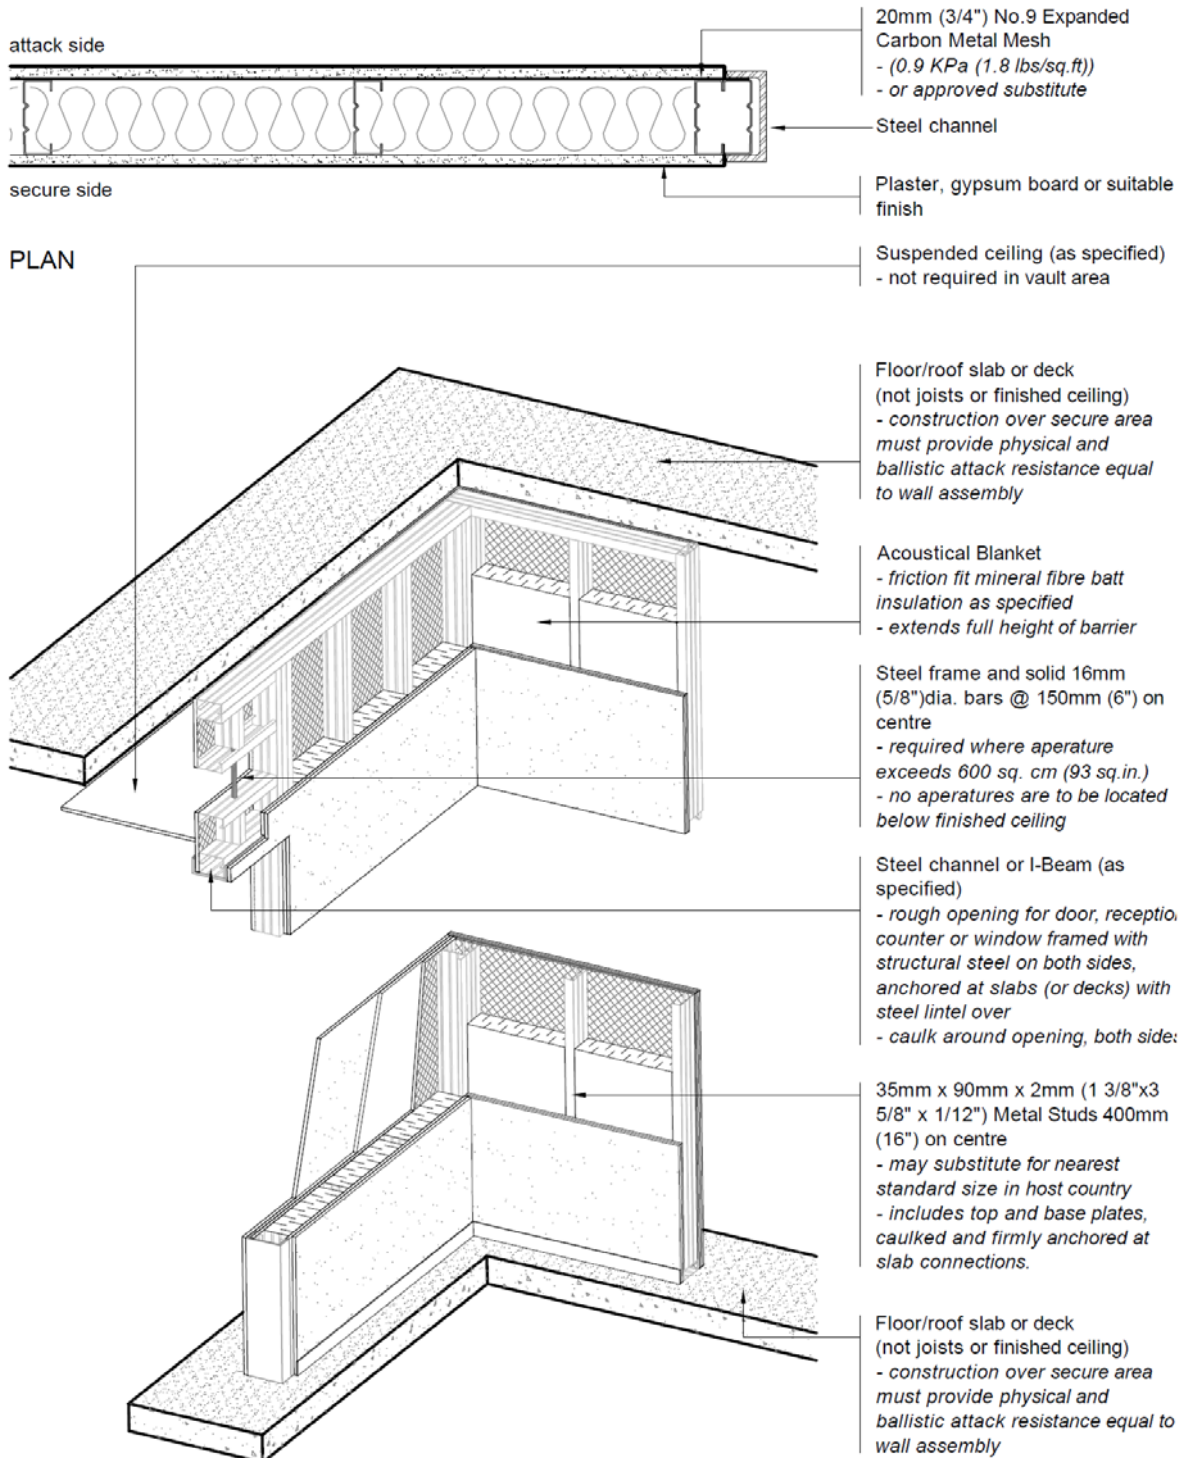 attack side
secure side
PLAN
20mm (3/4") No.9 Expanded
Carbon Metal Mesh
- (0.9 KPa (1.8 lbs/sq.ft))
- or approved substitute
Steel channel
Plaster, gypsum board or suitable
finish
Suspended ceiling (as specified)
- not required in vault area
Floor/roof slab or deck
(not joists or finished ceiling)
- construction over secure area
must provide physical and
ballistic attack resistance equal
to wall assembly
Acoustical Blanket
- friction fit mineral fibre batt
insulation as specified
- extends full height of barrier
Steel frame and solid 16mm
(5/8")dia. bars @ 150mm (6") on
centre
- required where aperature
exceeds 600 sq. cm (93 sq.in.)
- no aperatures are to be located
below finished ceiling
Steel channel or I-Beam (as
specified)
- rough opening for door, receptio
counter or window framed with
structural steel on both sides,
anchored at slabs (or decks) with
steel lintel over
- caulk around opening, both sides
35mm x 90mm x 2mm (1 3/8"x3
5/8" x 1/12") Metal Studs 400mm
(16") on centre
- may substitute for nearest
standard size in host country
- includes top and base plates,
caulked and firmly anchored at
slab connections.
Floor/roof slab or deck
(not joists or finished ceiling)
- construction over secure area
must provide physical and
ballistic attack resistance equal to
wall assembly